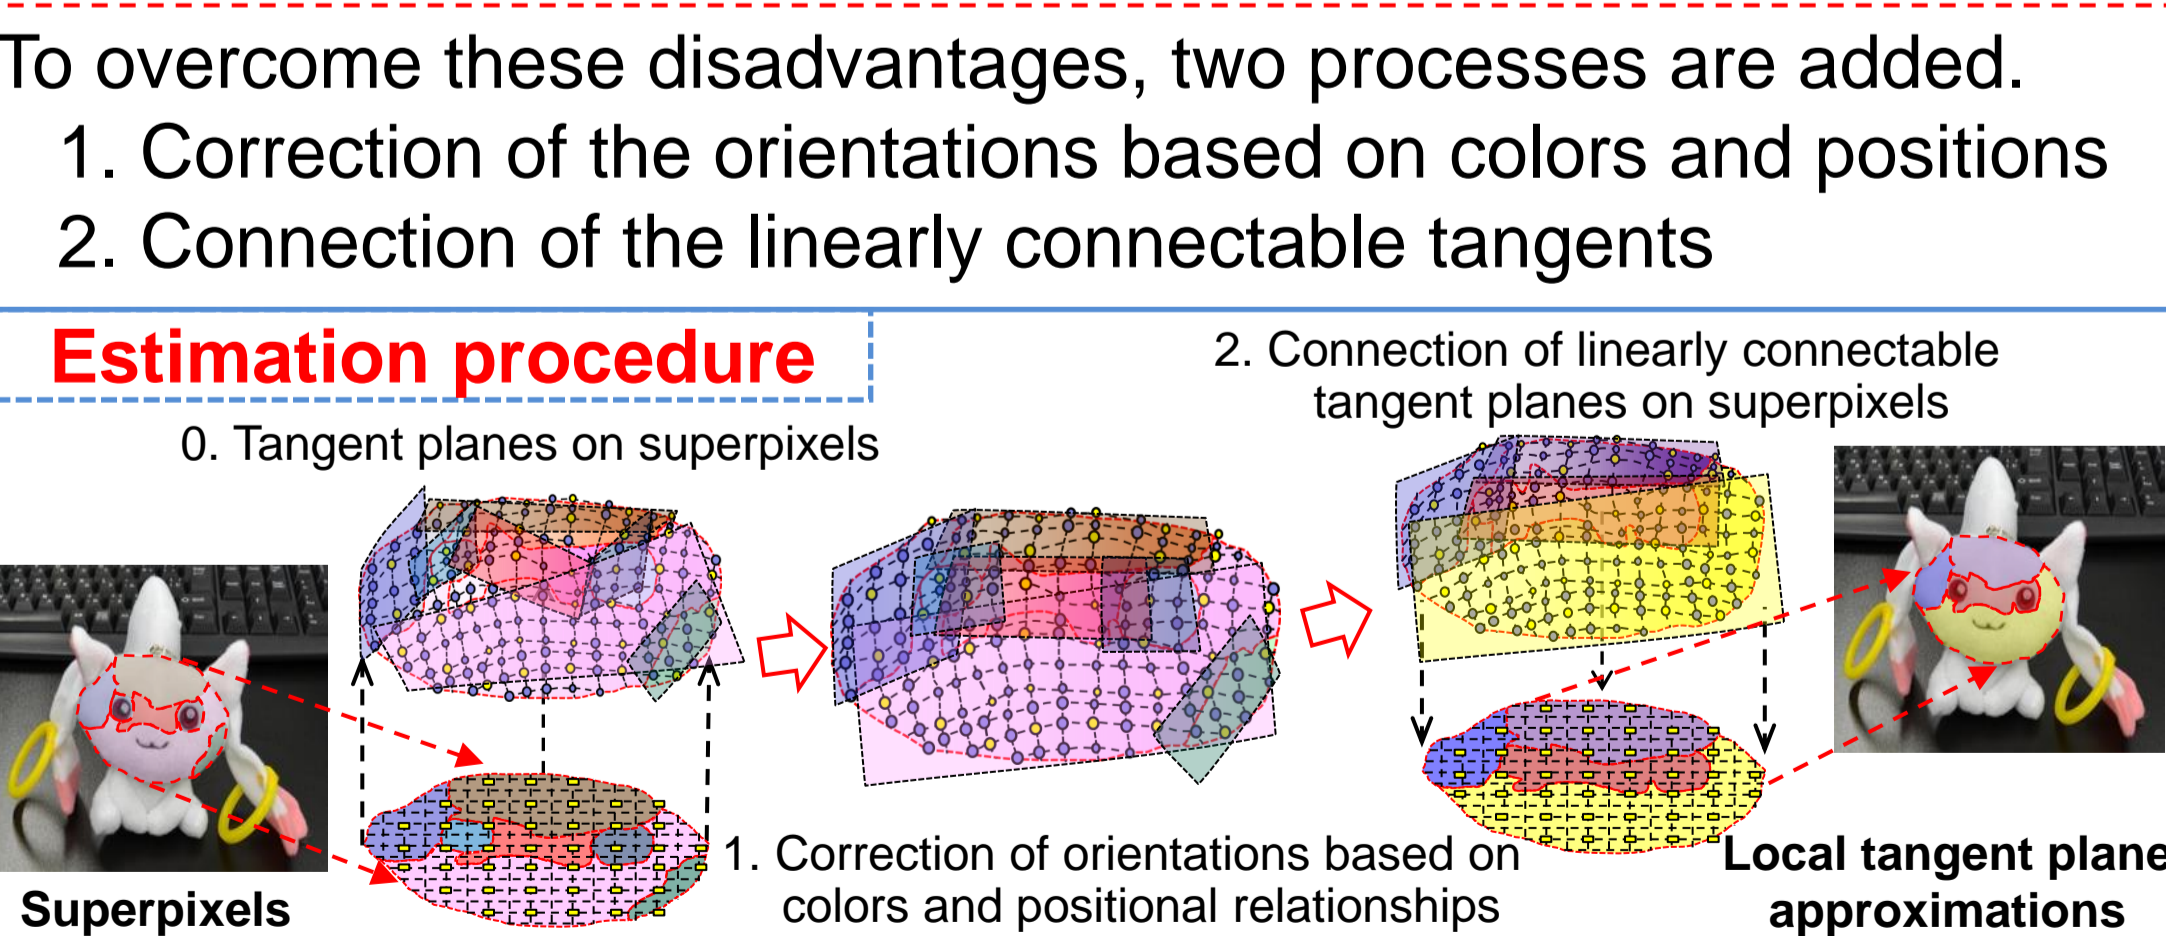 To overcome these disadvantages, two processes are added.
1. Correction of the orientations based on colors and positions
2. Connection of the linearly connectable tangents
Estimation procedure
0. Tangent planes on superpixels
2. Connection of linearly connectable
tangent planes on superpixels
1. Correction of orientations based on
colors and positional relationships
Superpixels
Local tangent plane
approximations